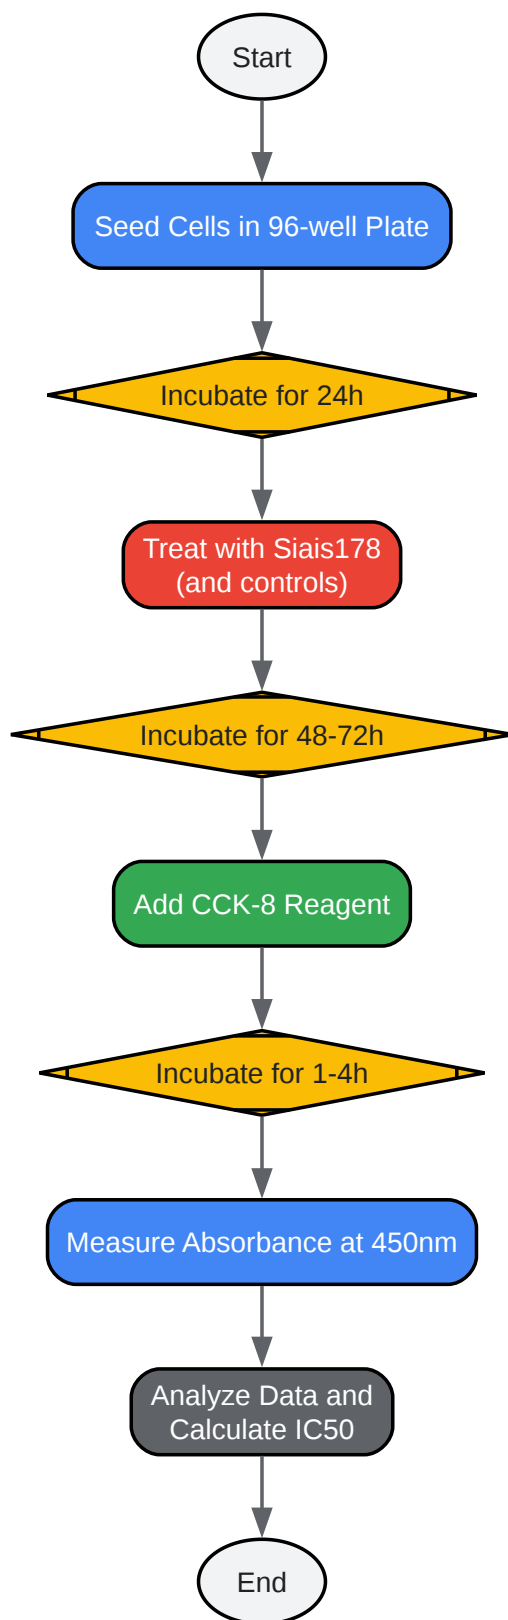 Start
Seed Cells in 96-well Plate
Incubate for 24h
Treat with Siais178
(and controls)
Incubate for 48-72h
Add CCK-8 Reagent
Incubate for 1-4h
Measure Absorbance at 450nm
Analyze Data and
Calculate IC50
End